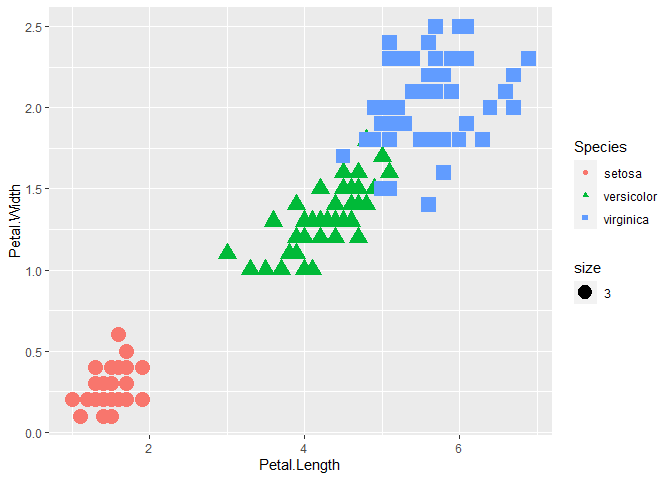 2.5
2.0
1.5
1.0
0.5
0.0
Petal.Width
2
4
6
Petal.Length
Species
setosa
versicolor
virginica
size
3